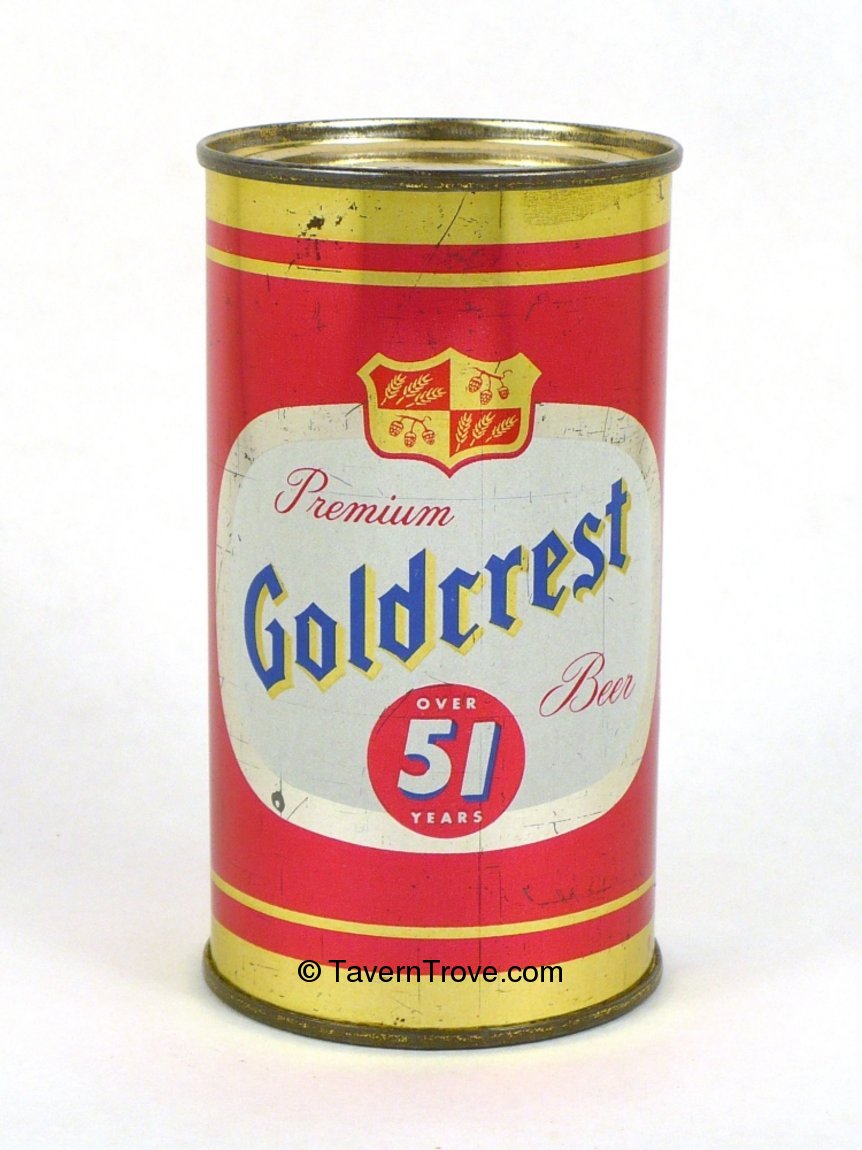 Premium
Goldcrest
Beer
OVER
51
YEARS
© TavernTrove.com